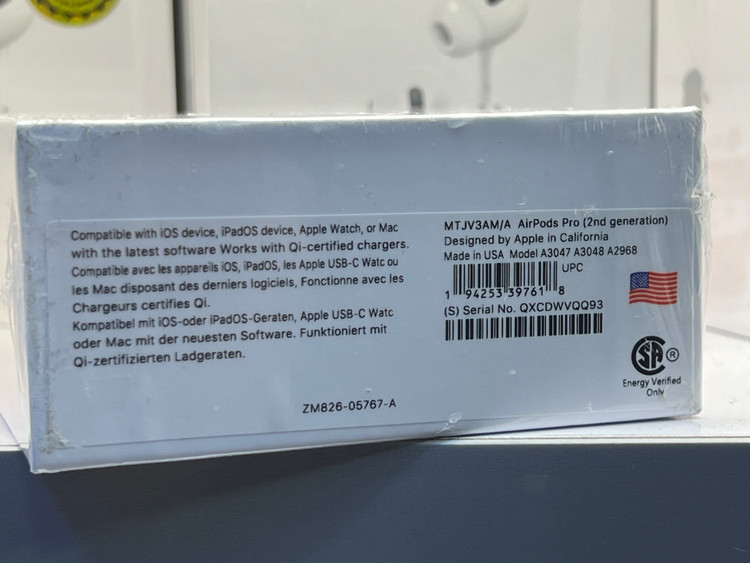 Compatible with iOS device, iPadOS device, Apple Watch, or Mac
with the latest software Works with Qi-certified chargers.
Compatible avec les appareils iOS, iPadOS, les Apple USB-C Watc ou
les Mac disposant des derniers logiciels, Fonctionne avec les
Chargeurs certifies Qi.
Kompatibel mit iOS-oder iPadOS-Geraten, Apple USB-C Watc
oder Mac mit der neuesten Software. Funktioniert mit
Qi-zertifizierten Ladgeraten.
ZM826-05767-A
MTJV3AM/A AirPods Pro (2nd generation)
Designed by Apple in California
Made in USA Model A3047 A3048 A2968
UPC
1 94253 39761 8
(S) Serial No. QXCDWVQQ93
SA ®
Energy Verified
Only